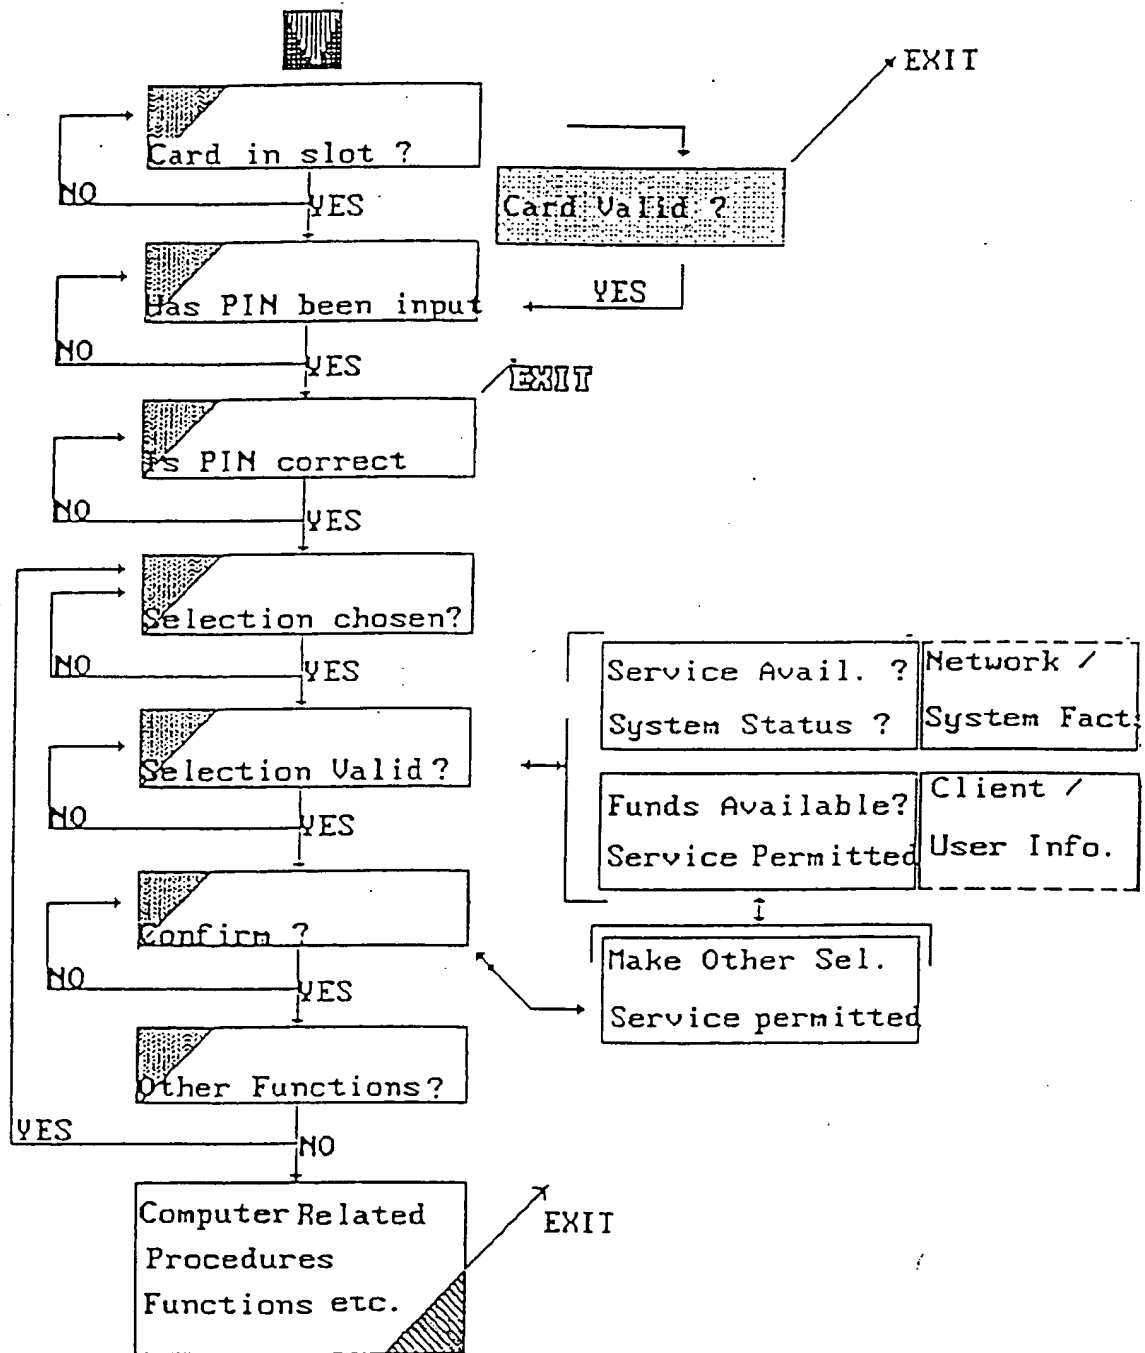 EXIT
Card in slot ?
NO
YES
Card Valid ?
YES
Has PIN been input
NO
YES
EXIT
Is PIN correct
NO
YES
Selection chosen?
NO
YES
Service Avail. ?
System Status ?
Network /
System Facts
Selection Valid?
NO
YES
Funds Available?
Service Permitted
Client /
User Info.
Confirm ?
NO
YES
Make Other Sel.
Service permitted
Other Functions?
YES
NO
Computer Related
Procedures
Functions etc.
EXIT